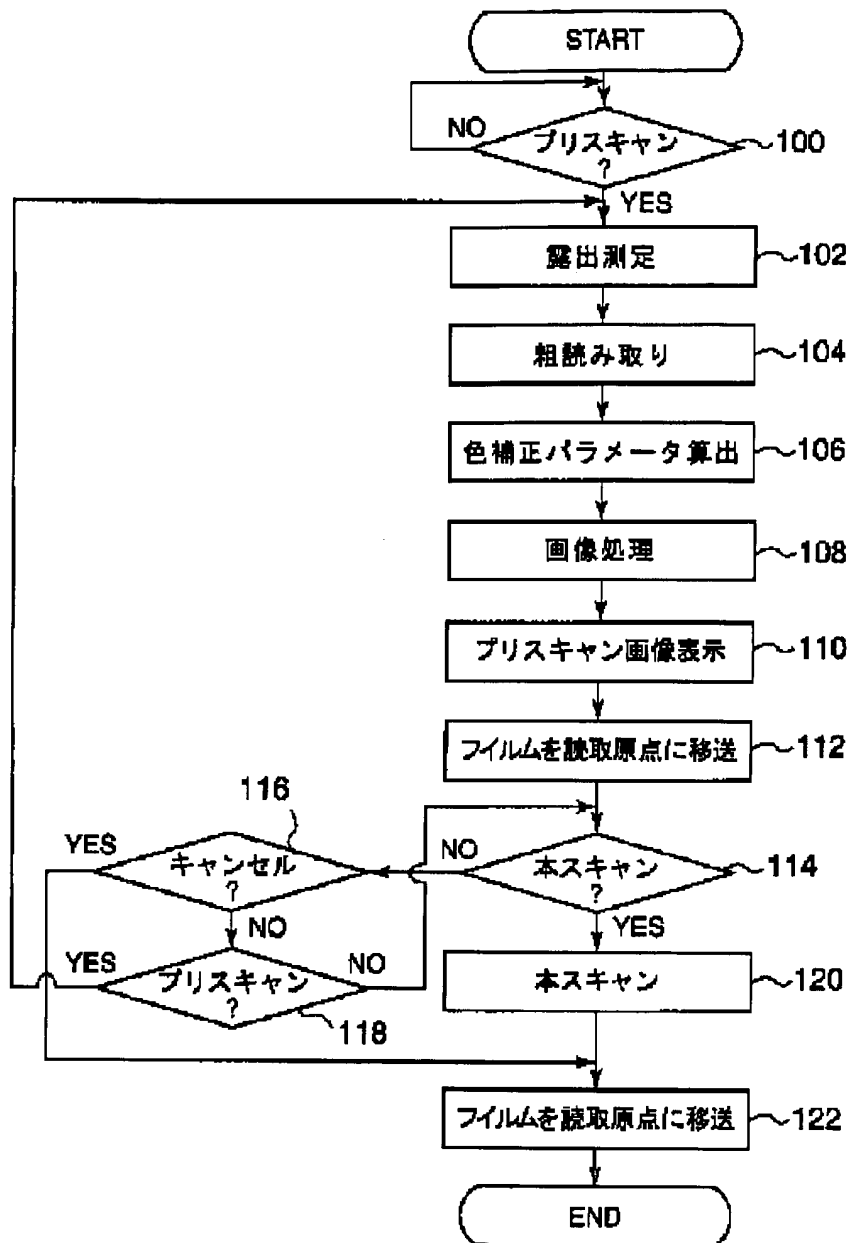 START
NO
プリスキャン
?
100
YES
露出測定
102
粗読み取り
104
色補正パラメータ算出
106
画像処理
108
プリスキャン画像表示
110
フイルムを読取原点に移送
112
116
YES
キャンセル
?
NO
本スキャン
?
114
NO
YES
YES
プリスキャン
?
NO
118
本スキャン
120
フイルムを読取原点に移送
122
END